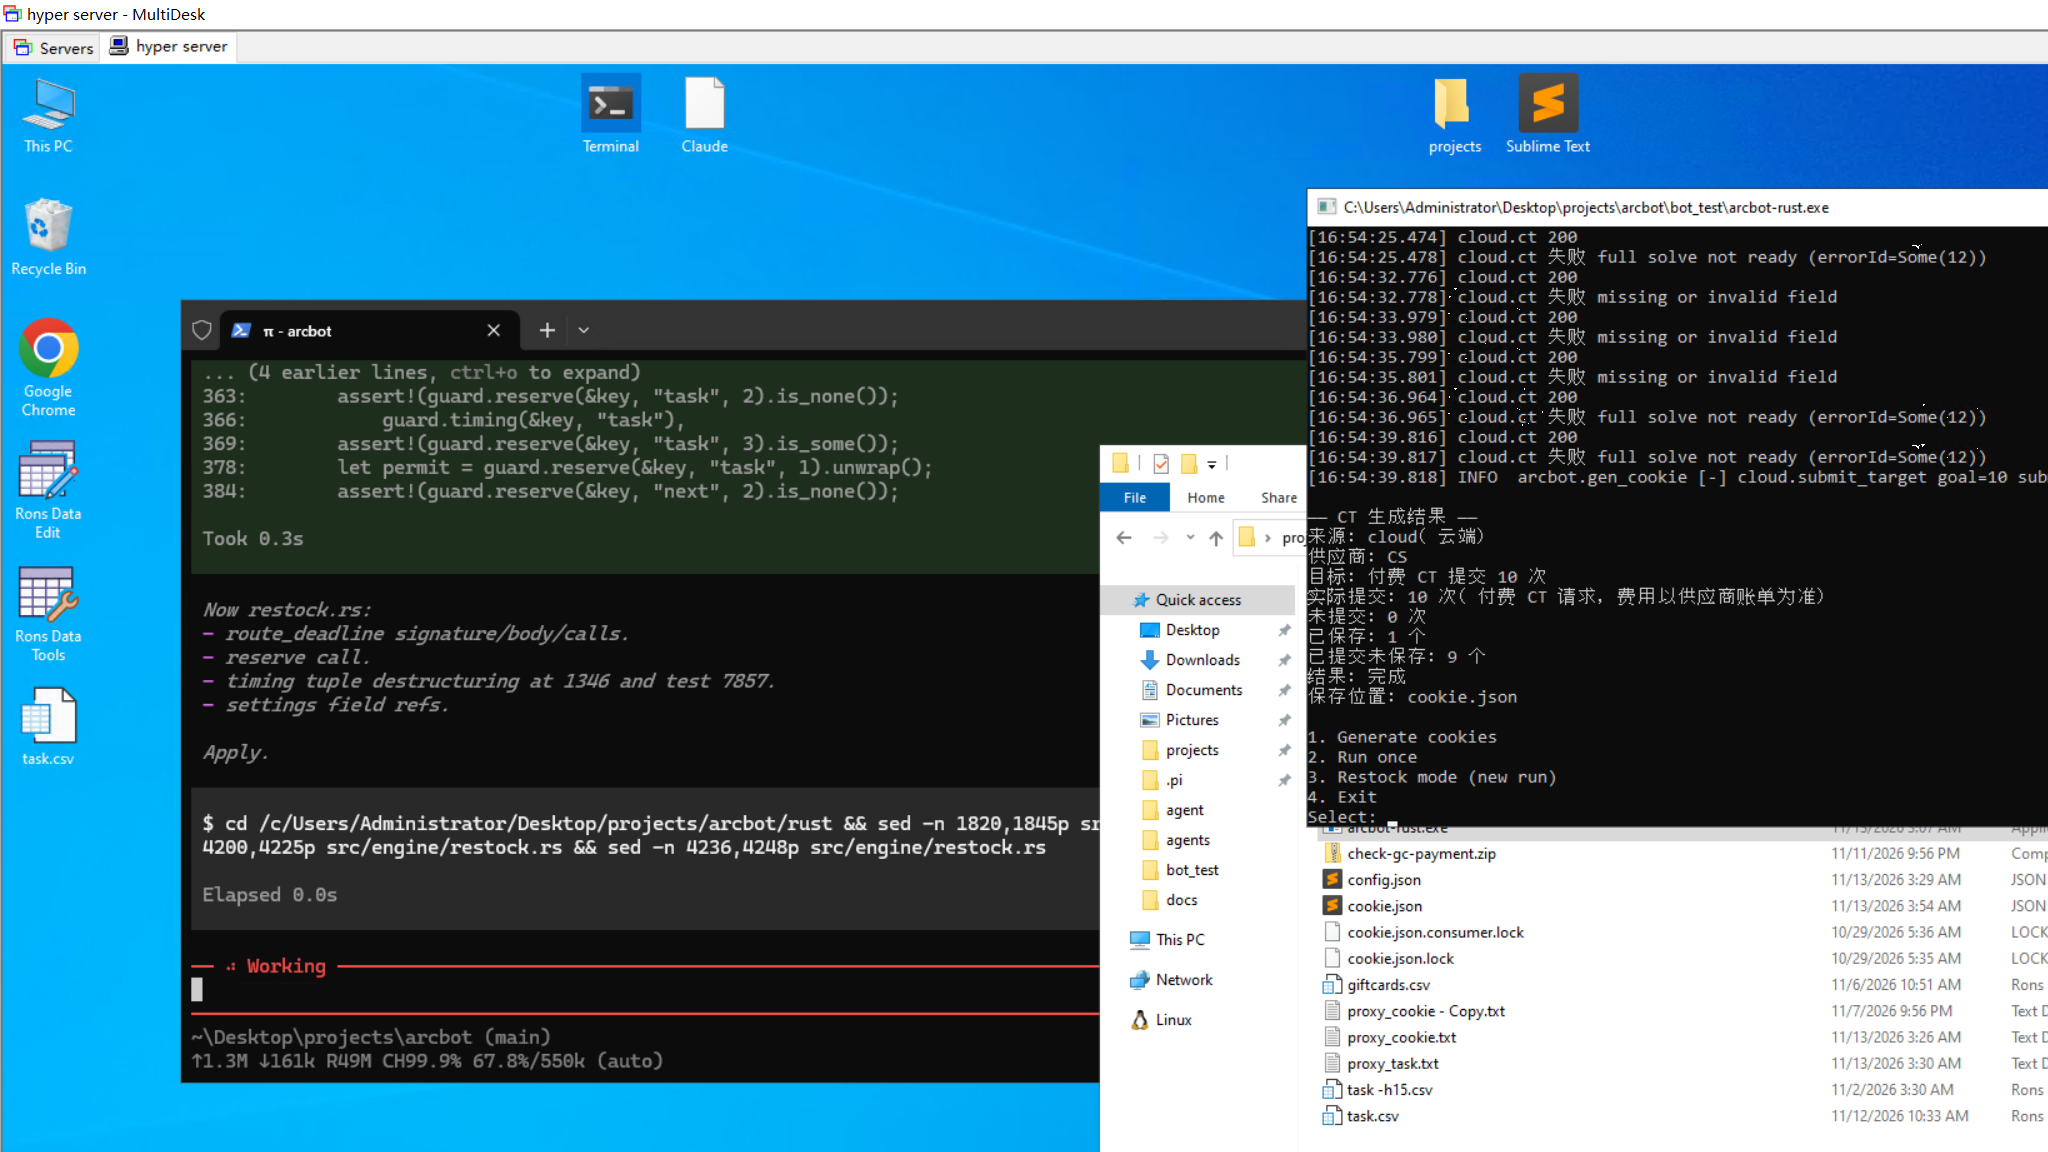 hyper server - MultiDesk
Servers
hyper server
This PC
Terminal
Claude
projects
Sublime Text
Recycle Bin
Google
Chrome
Rons Data
Edit
Rons Data
Tools
task.csv
π - arcbot
... (4 earlier lines, ctrl+o to expand)
363:        assert!(guard.reserve(&key, "task", 2).is_none());
366:            guard.timing(&key, "task"),
369:        assert!(guard.reserve(&key, "task", 3).is_some());
378:        let permit = guard.reserve(&key, "task", 1).unwrap();
384:        assert!(guard.reserve(&key, "next", 2).is_none());
Took 0.3s
Now restock.rs:
- route_deadline signature/body/calls.
- reserve call.
- timing tuple destructuring at 1346 and test 7857.
- settings field refs.
Apply.
$ cd /c/Users/Administrator/Desktop/projects/arcbot/rust && sed -n 1820,1845p sr
4200,4225p src/engine/restock.rs && sed -n 4236,4248p src/engine/restock.rs
Elapsed 0.0s
Working
~\Desktop\projects\arcbot (main)
↑1.3M ↓161k R49M CH99.9% 67.8%/550k (auto)
File
Home
Share
proj
Quick access
Desktop
Downloads
Documents
Pictures
projects
.pi
agent
agents
bot_test
docs
This PC
Network
Linux
C:\Users\Administrator\Desktop\projects\arcbot\bot_test\arcbot-rust.exe
[16:54:25.474] cloud.ct 200
[16:54:25.478] cloud.ct 失败 full solve not ready (errorId=Some(12))
[16:54:32.776] cloud.ct 200
[16:54:32.778] cloud.ct 失败 missing or invalid field
[16:54:33.979] cloud.ct 200
[16:54:33.980] cloud.ct 失败 missing or invalid field
[16:54:35.799] cloud.ct 200
[16:54:35.801] cloud.ct 失败 missing or invalid field
[16:54:36.964] cloud.ct 200
[16:54:36.965] cloud.ct 失败 full solve not ready (errorId=Some(12))
[16:54:39.816] cloud.ct 200
[16:54:39.817] cloud.ct 失败 full solve not ready (errorId=Some(12))
[16:54:39.818] INFO  arcbot.gen_cookie [-] cloud.submit_target goal=10 sub
── CT 生成结果 ──
来源: cloud( 云端)
供应商: CS
目标: 付费 CT 提交 10 次
实际提交: 10 次( 付费 CT 请求，费用以供应商账单为准)
未提交: 0 次
已保存: 1 个
已提交未保存: 9 个
结果: 完成
保存位置: cookie.json
1. Generate cookies
2. Run once
3. Restock mode (new run)
4. Exit
Select:
arcbot-rust.exe 11/13/2026 3:07 AM Appli
check-gc-payment.zip 11/11/2026 9:56 PM Comp
config.json 11/13/2026 3:29 AM JSON
cookie.json 11/13/2026 3:54 AM JSON
cookie.json.consumer.lock 10/29/2026 5:36 AM LOCK
cookie.json.lock 10/29/2026 5:35 AM LOCK
giftcards.csv 11/6/2026 10:51 AM Rons
proxy_cookie - Copy.txt 11/7/2026 9:56 PM Text D
proxy_cookie.txt 11/13/2026 3:26 AM Text D
proxy_task.txt 11/13/2026 3:30 AM Text D
task -h15.csv 11/2/2026 3:30 AM Rons
task.csv 11/12/2026 10:33 AM Rons